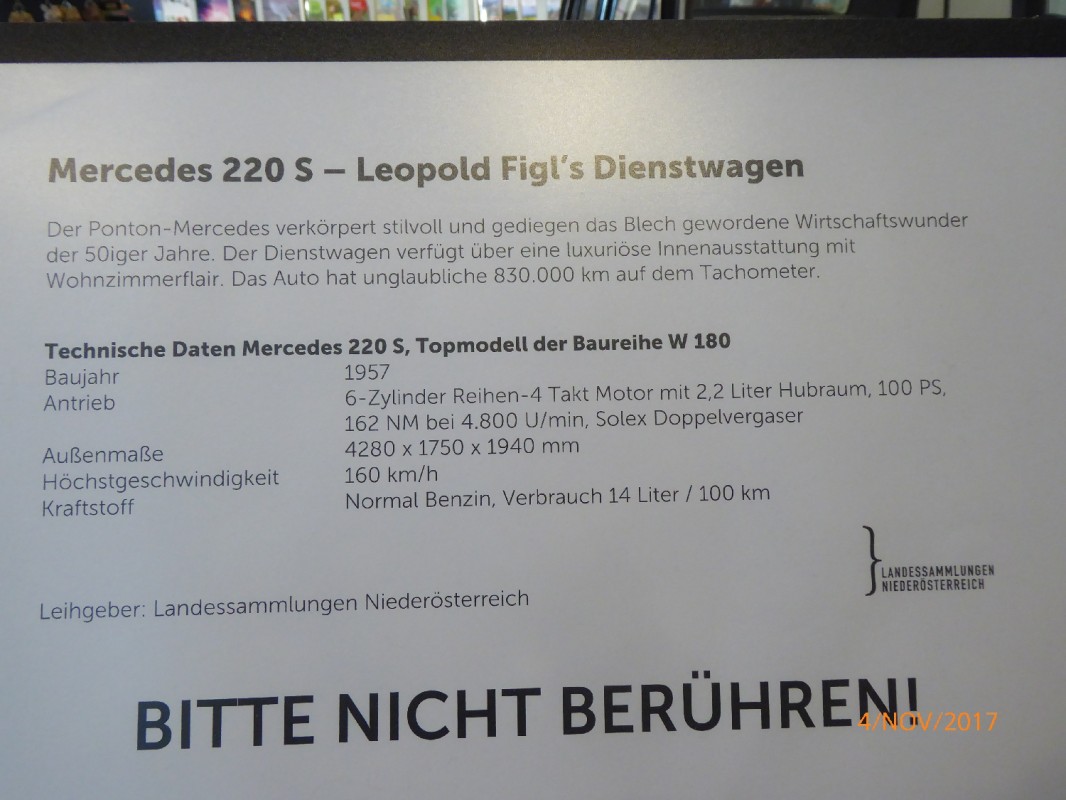 Mercedes 220 S – Leopold Figl's Dienstwagen
Der Ponton-Mercedes verkörpert stilvoll und gediegen das Blech gewordene Wirtschaftswunder
der 50iger Jahre. Der Dienstwagen verfügt über eine luxuriöse Innenausstattung mit
Wohnzimmerflair. Das Auto hat unglaubliche 830.000 km auf dem Tachometer.
Technische Daten Mercedes 220 S, Topmodell der Baureihe W 180
Baujahr 1957
Antrieb 6-Zylinder Reihen-4 Takt Motor mit 2,2 Liter Hubraum, 100 PS,
162 NM bei 4.800 U/min, Solex Doppelvergaser
Außenmaße 4280 x 1750 x 1940 mm
Höchstgeschwindigkeit 160 km/h
Kraftstoff Normal Benzin, Verbrauch 14 Liter / 100 km
LANDESSAMMLUNGEN
NIEDERÖSTERREICH
Leihgeber: Landessammlungen Niederösterreich
BITTE NICHT BERÜHREN!
4/NOV/2017